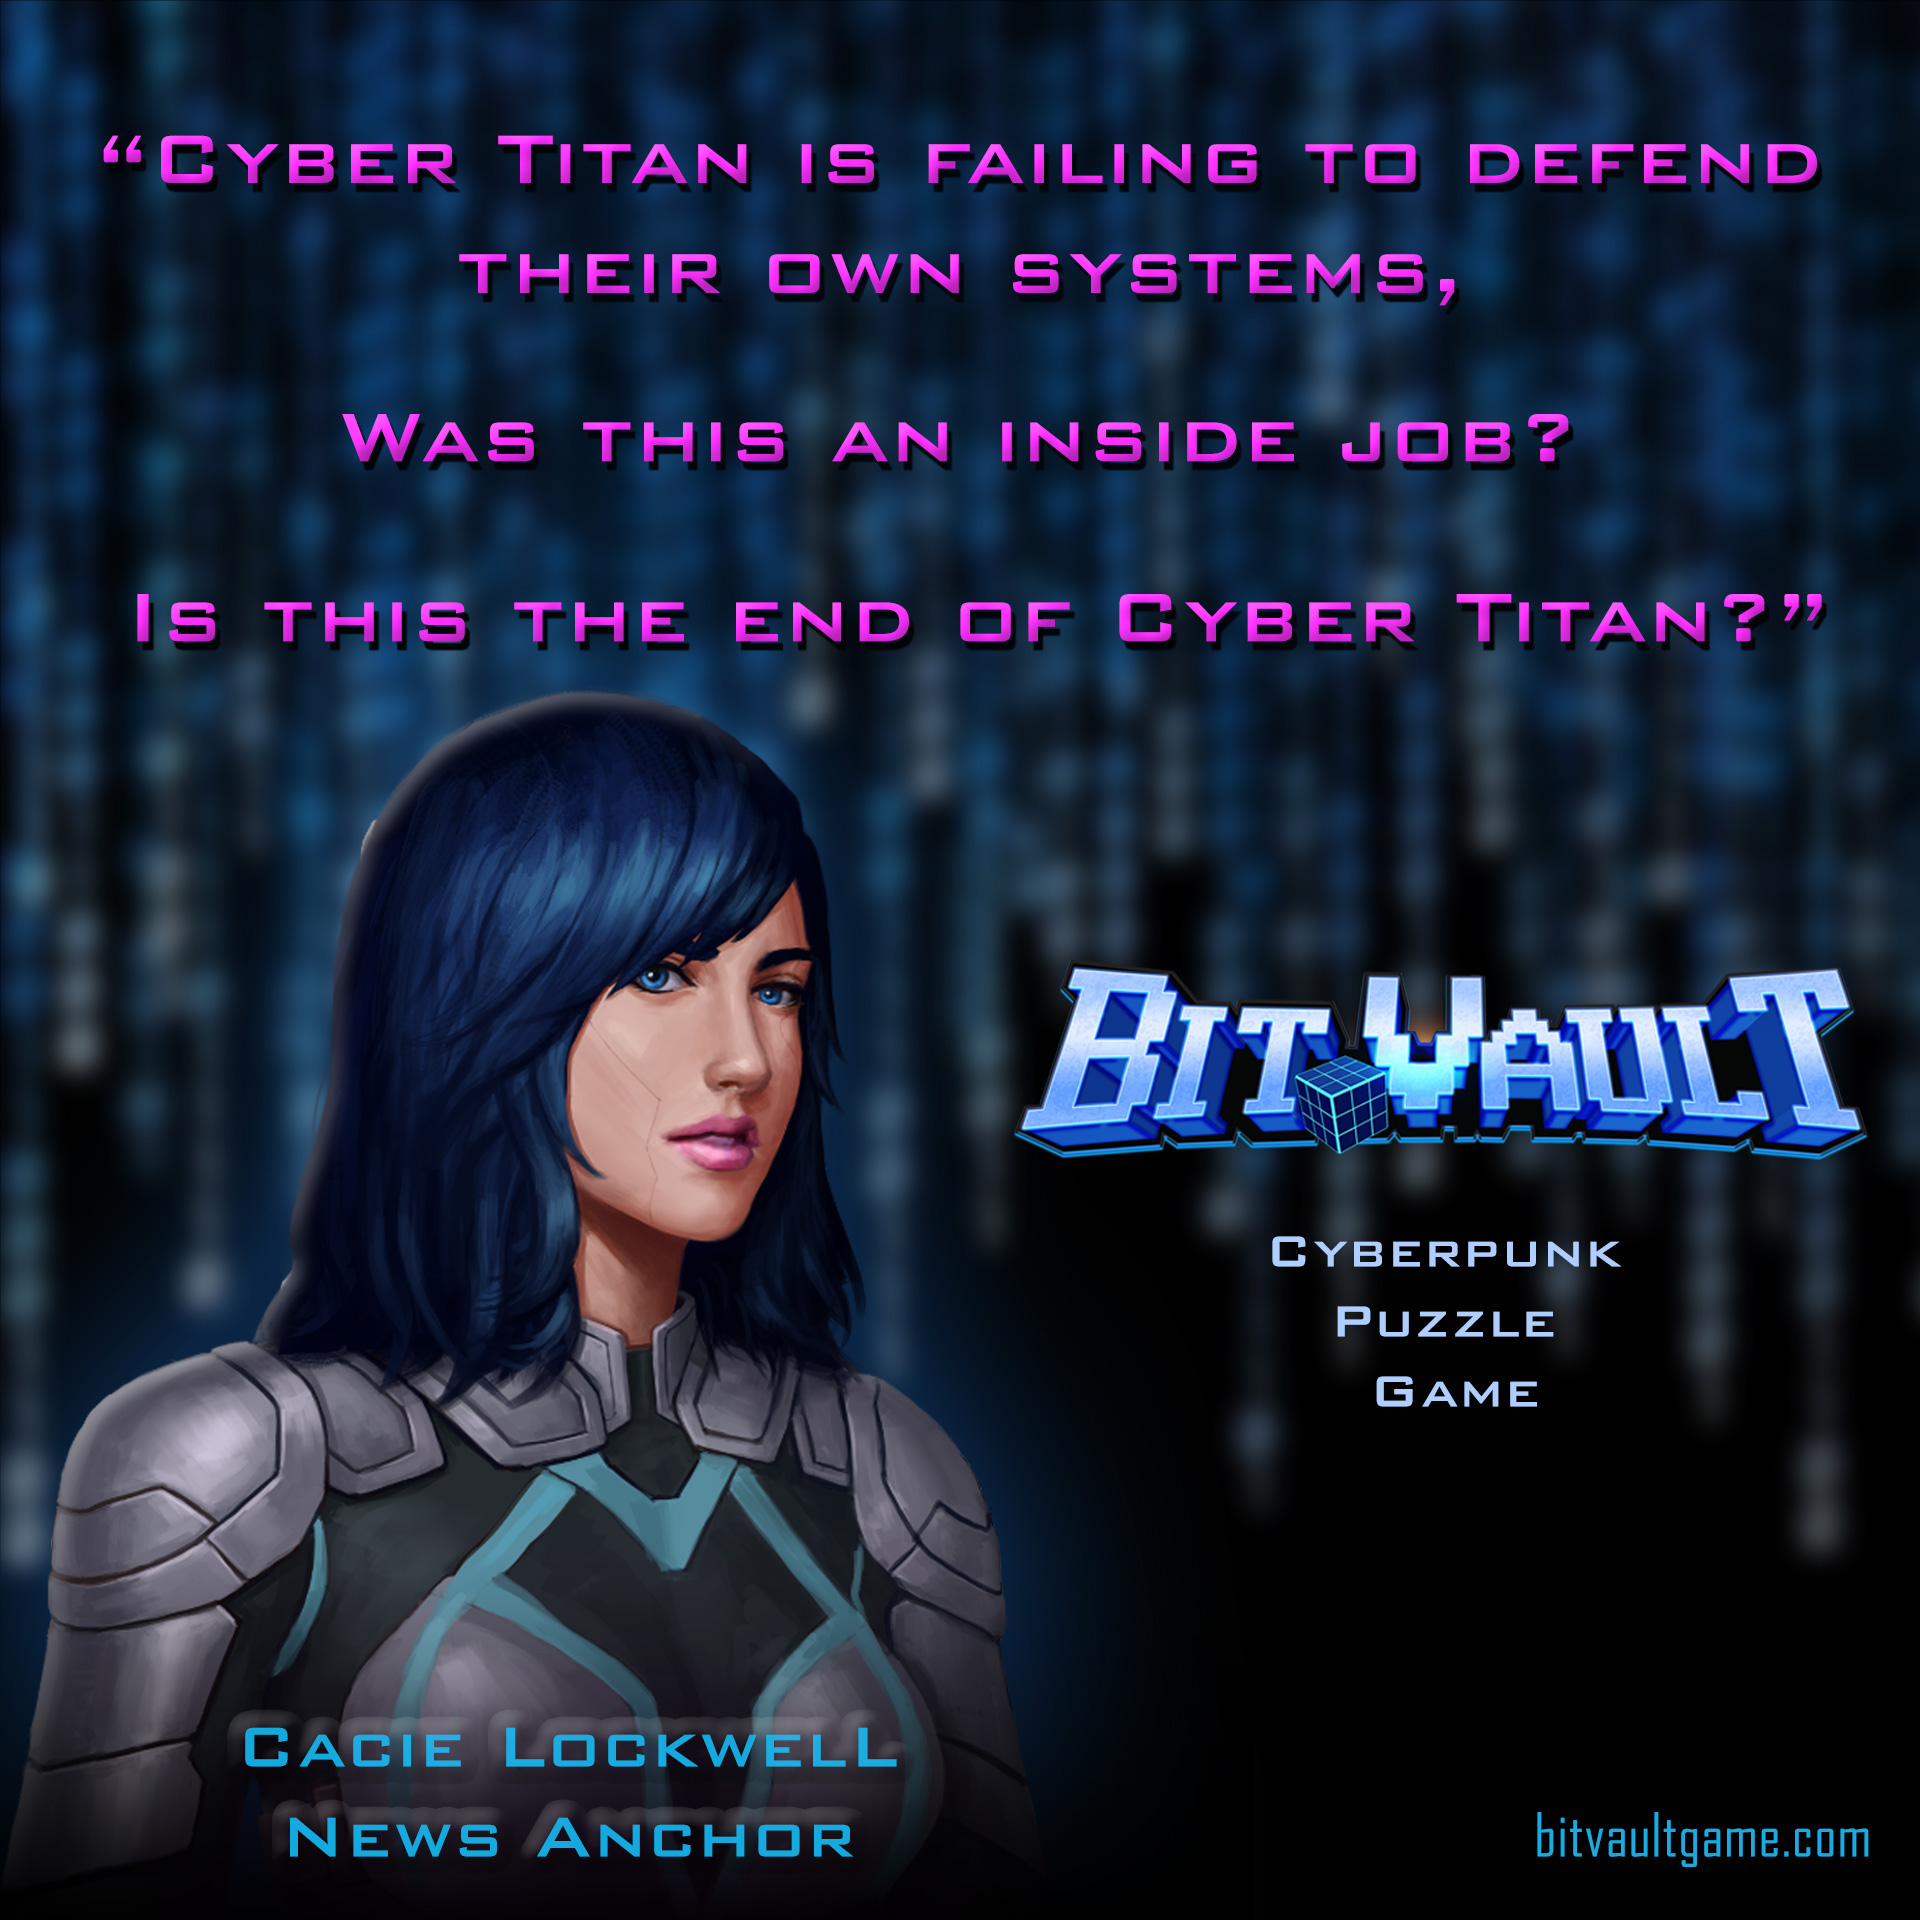 “Cyber Titan is failing to defend
their own systems,
Was this an inside job?
Is this the end of Cyber Titan?”
BitVault
Cyberpunk
Puzzle
Game
Cacie LockwelL
News Anchor
bitvaultgame.com